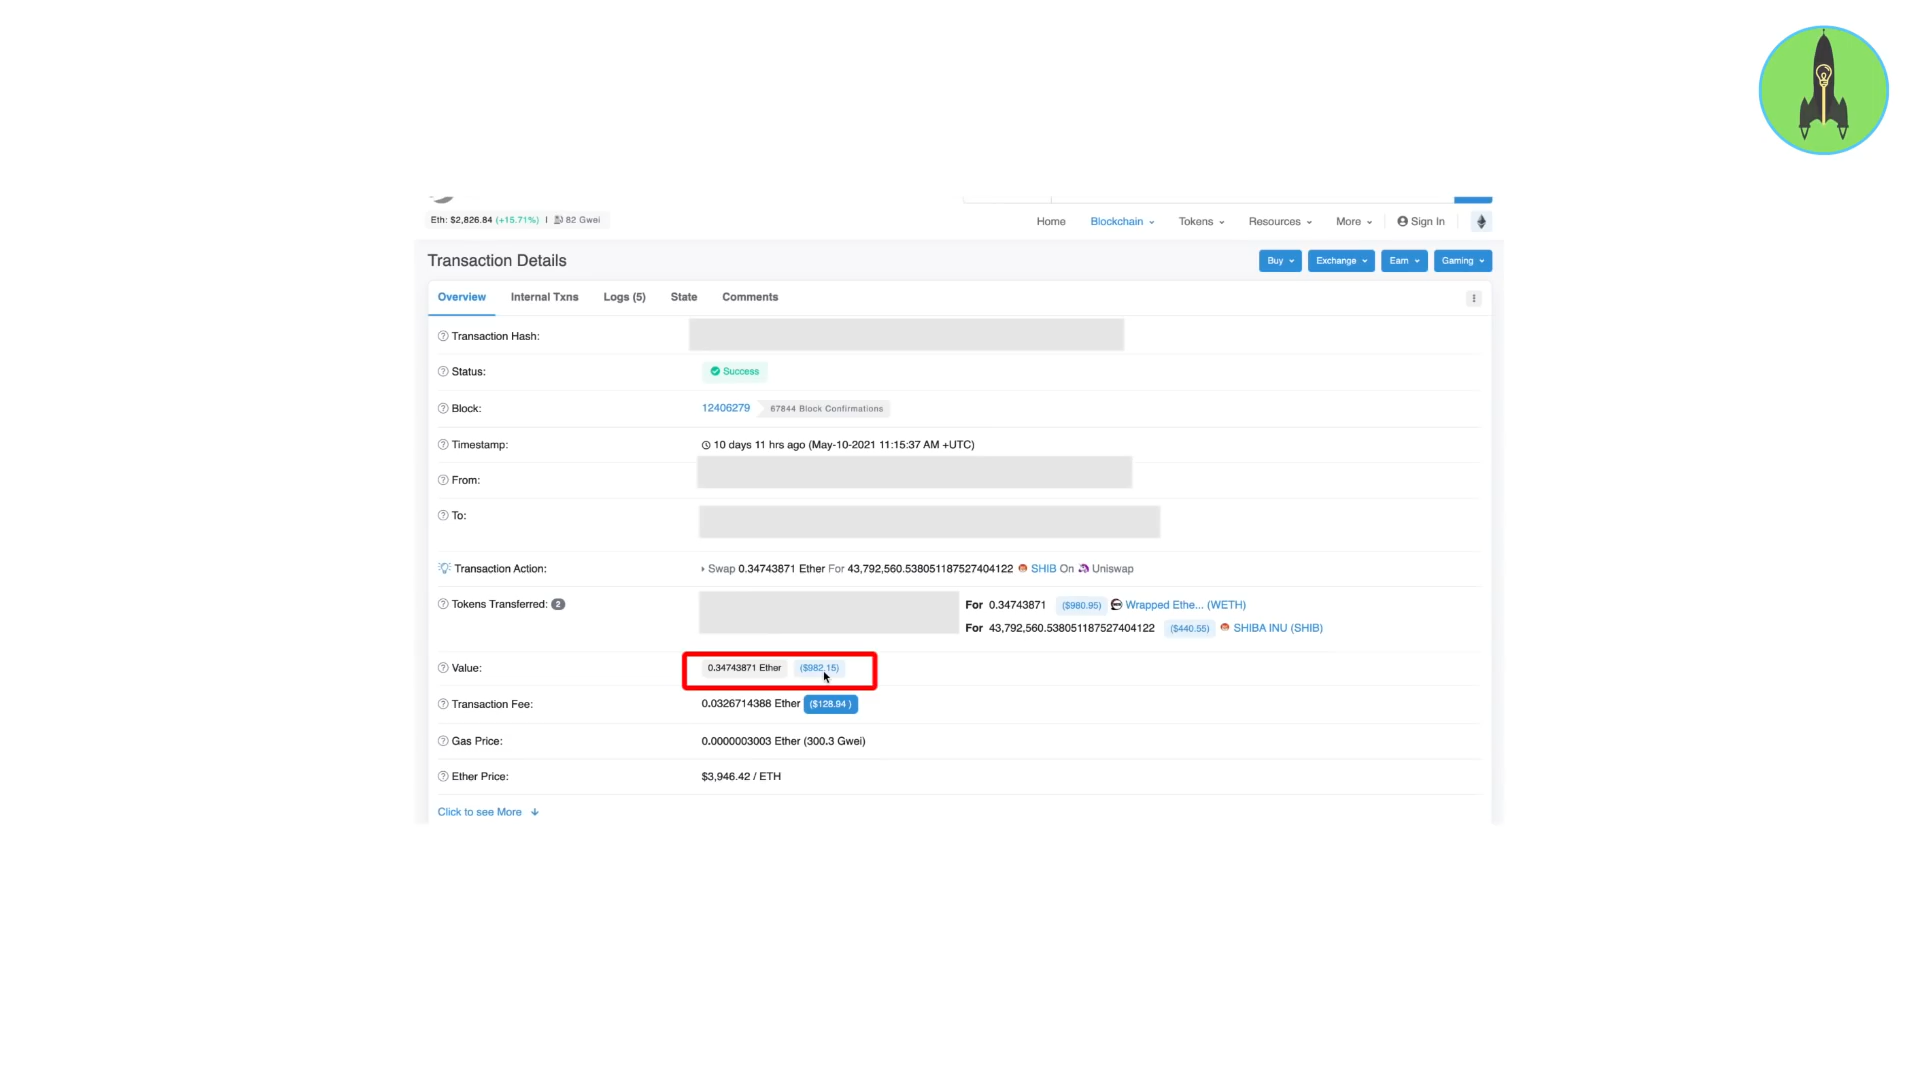 Eth: $2,826.84 (+15.71%) | 82 Gwei
Home Blockchain Tokens Resources More Sign In
Transaction Details
Buy Exchange Earn Gaming
Overview Internal Txns Logs (5) State Comments
Transaction Hash:
Status: Success
Block: 12406279 67844 Block Confirmations
Timestamp: 10 days 11 hrs ago (May-10-2021 11:15:37 AM +UTC)
From:
To:
Transaction Action: Swap 0.34743871 Ether For 43,792,560.538051187527404122 SHIB On Uniswap
Tokens Transferred: 2 For 0.34743871 ($980.95) Wrapped Ethe... (WETH)
For 43,792,560.538051187527404122 ($440.55) SHIBA INU (SHIB)
Value: 0.34743871 Ether ($982.15)
Transaction Fee: 0.0326714388 Ether ($128.94 )
Gas Price: 0.0000003003 Ether (300.3 Gwei)
Ether Price: $3,946.42 / ETH
Click to see More